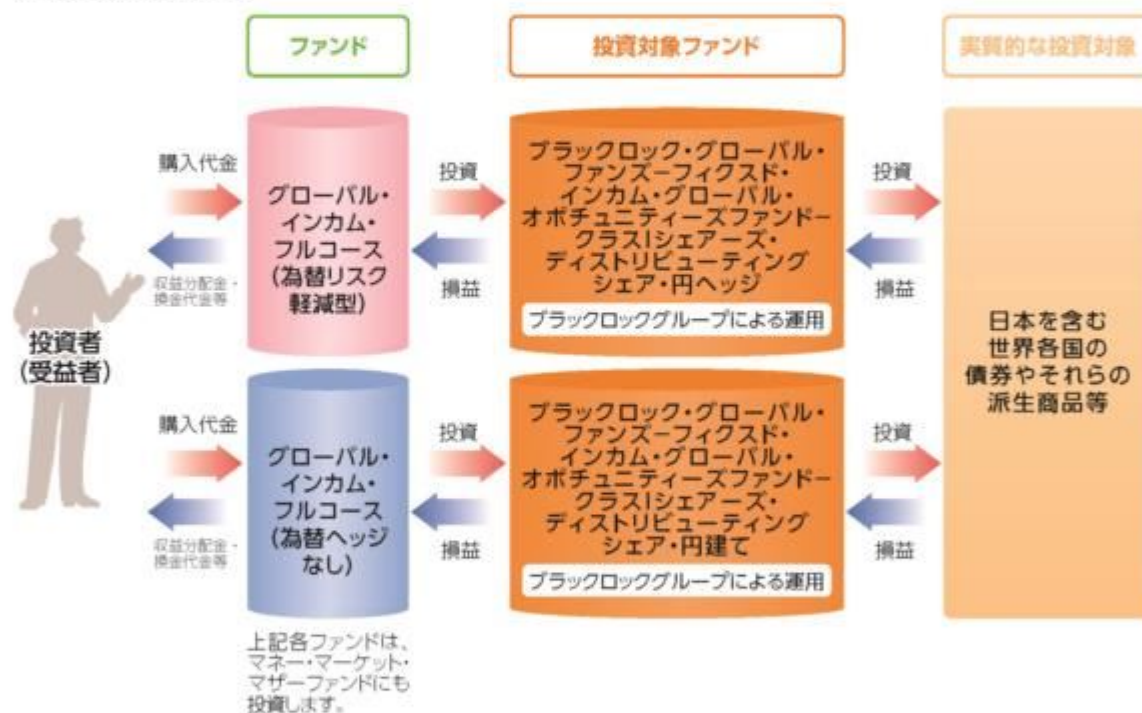 ファンド
投資対象ファンド
実質的な投資対象
購入代金
収益分配金・
換金代金等
投資者
(受益者)
購入代金
収益分配金・
換金代金等
グローバル・
インカム・
フルコース
(為替リスク
軽減型)
グローバル・
インカム・
フルコース
(為替ヘッジ
なし)
上記各ファンドは、
マネー・マーケット・
マザーファンドにも
投資します。
投資
損益
投資
損益
ブラックロック・グローバル・
ファンズーフィクスド・
インカム・グローバル・
オポチュニティーズファンドー
クラスIシェアーズ・
ディストリビューティング
シェア・円ヘッジ
ブラックロックグループによる運用
ブラックロック・グローバル・
ファンズーフィクスド・
インカム・グローバル・
オポチュニティーズファンドー
クラスIシェアーズ・
ディストリビューティング
シェア・円建て
ブラックロックグループによる運用
投資
損益
投資
損益
日本を含む
世界各国の
債券やそれらの
派生商品等